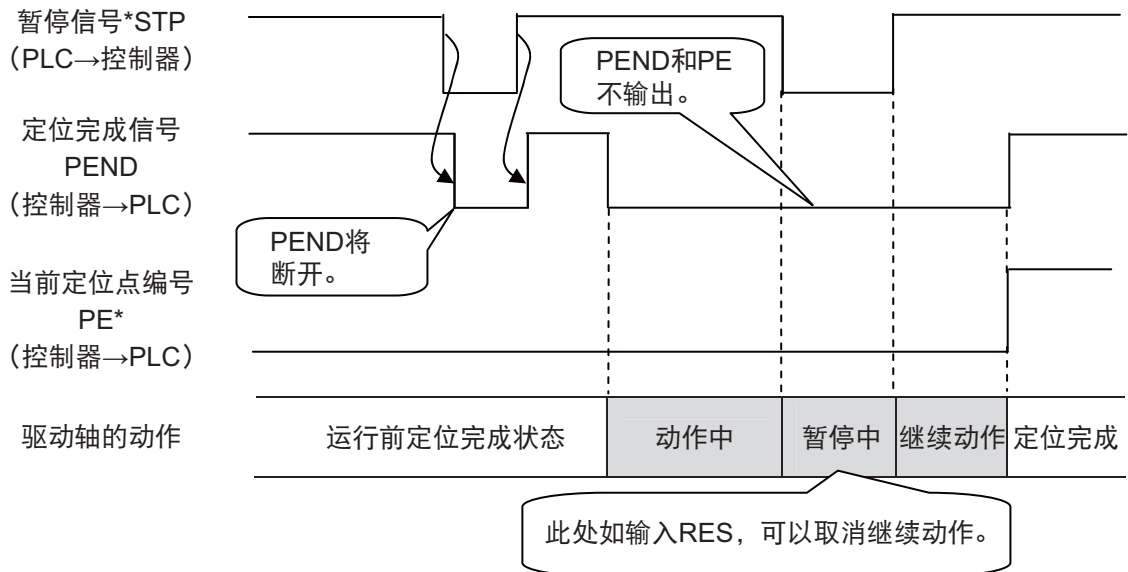 暂停信号*STP
（PLC→控制器）
PEND和PE
不输出。
定位完成信号
PEND
（控制器→PLC）
PEND将
断开。
当前定位点编号
PE*
（控制器→PLC）
驱动轴的动作
运行前定位完成状态
动作中
暂停中
继续动作
定位完成
此处如输入RES，可以取消继续动作。